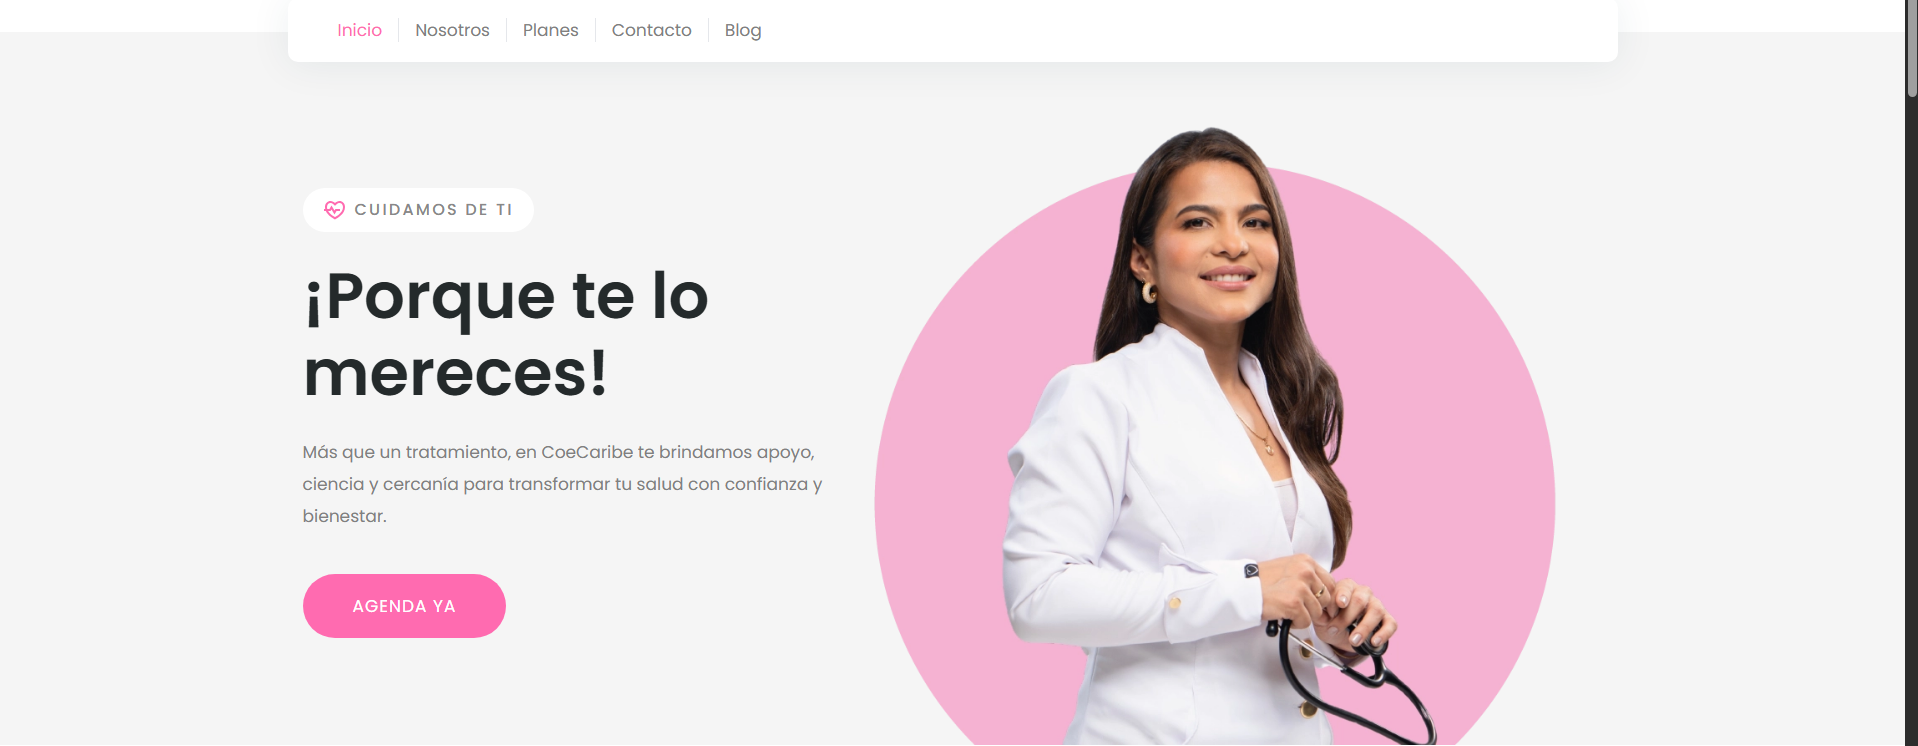 Inicio Nosotros Planes Contacto Blog
CUIDAMOS DE TI
¡Porque te lo
mereces!
Más que un tratamiento, en CoeCaribe te brindamos apoyo,
ciencia y cercanía para transformar tu salud con confianza y
bienestar.
AGENDA YA